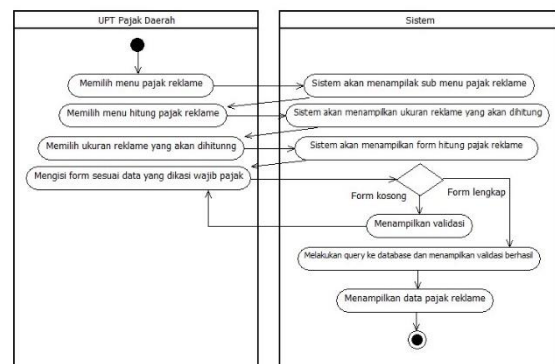 UPT Pajak Daerah
Sistem
Memilih menu pajak reklame
Sistem akan menampilak sub menu pajak reklame
Memilih menu hitung pajak reklame
Sistem akan menampilkan ukuran reklame yang akan dihitung
Memilih ukuran reklame yang akan dihitunng
Sistem akan menampilkan form hitung pajak reklame
Mengisi form sesuai data yang dikasi wajib pajak
Form kosong
Form lengkap
Menampilkan validasi
Melakukan query ke database dan menampilkan validasi berhasil
Menampilkan data pajak reklame